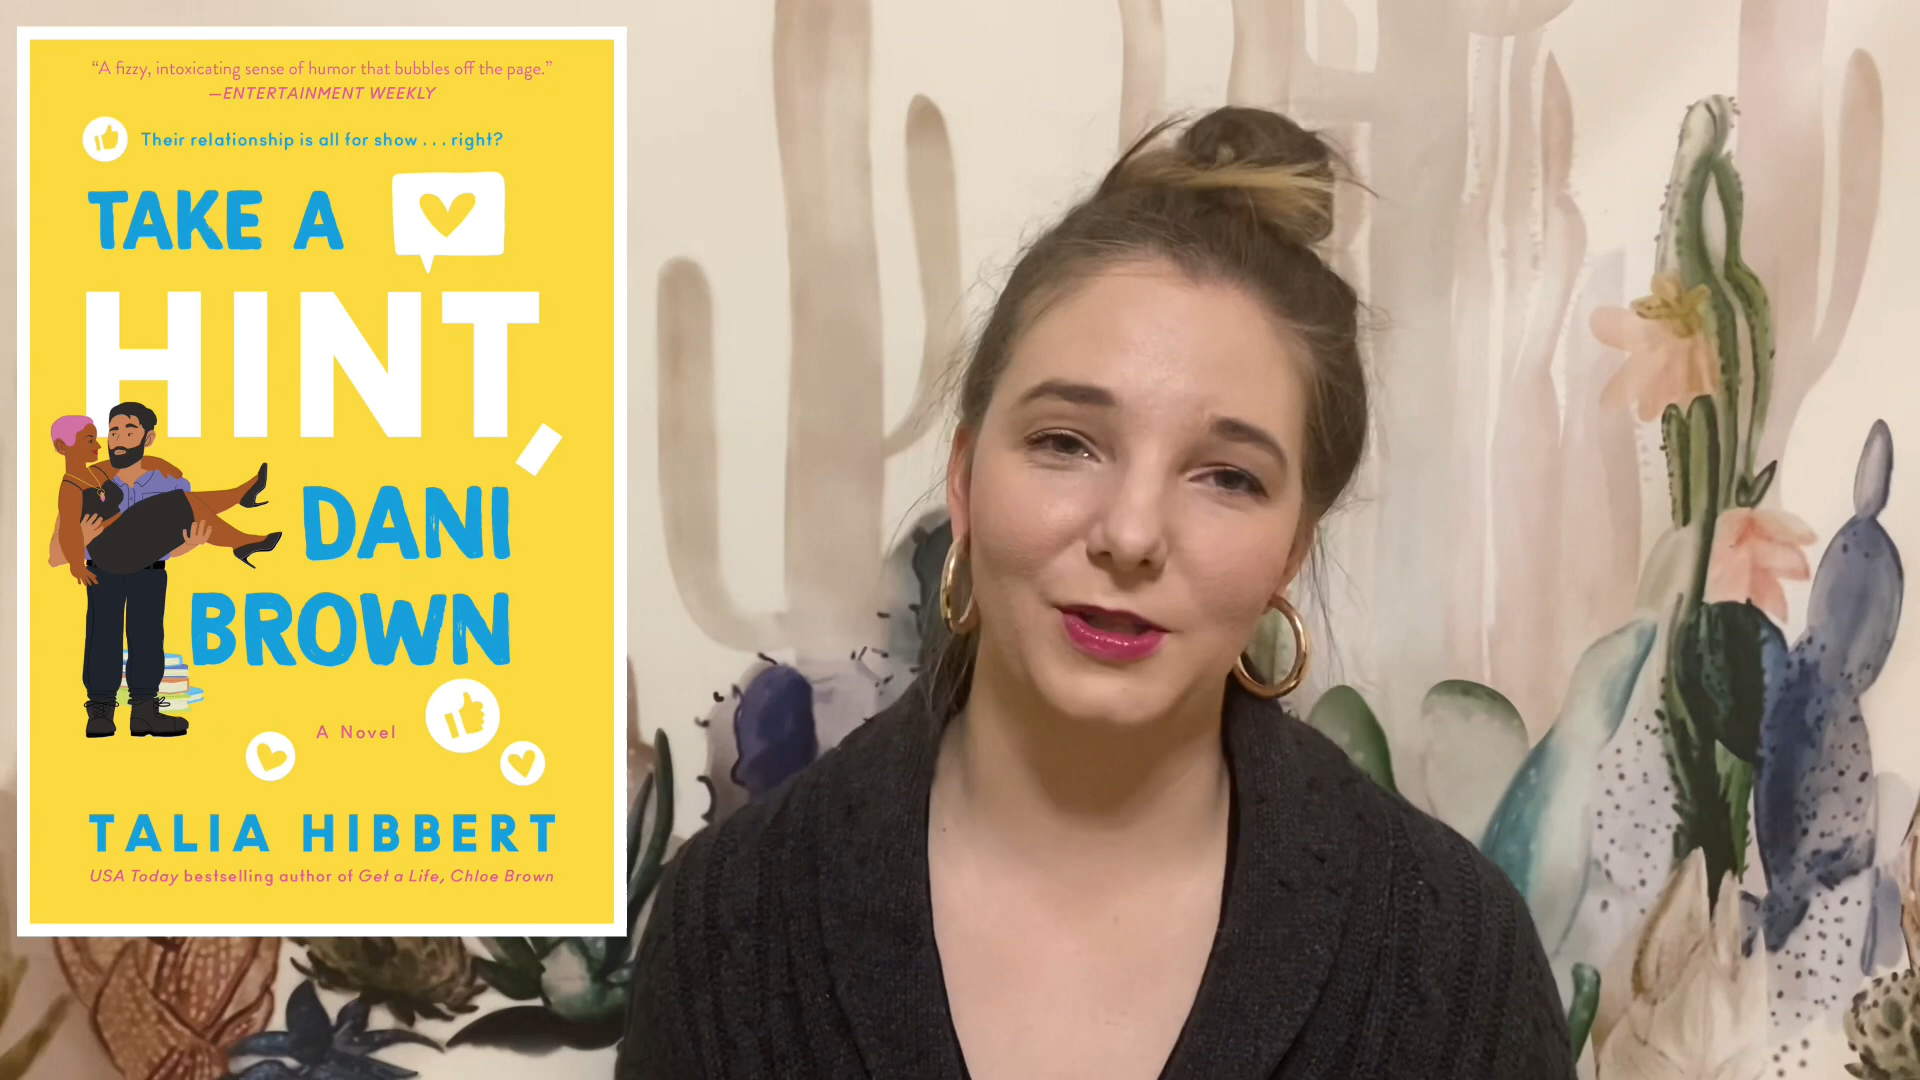 “A fizzy, intoxicating sense of humor that bubbles off the page.”
—ENTERTAINMENT WEEKLY
Their relationship is all for show . . . right?
TAKE A
HINT,
DANI
BROWN
A Novel
TALIA HIBBERT
USA Today bestselling author of Get a Life, Chloe Brown